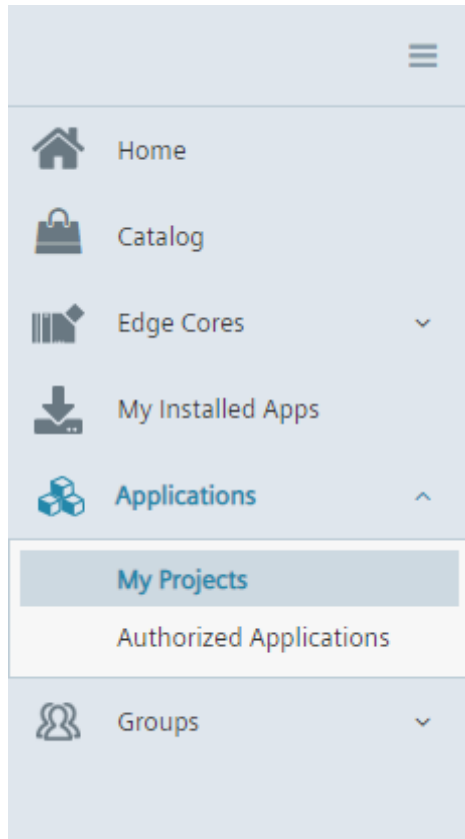 Home
Catalog
Edge Cores
My Installed Apps
Applications
My Projects
Authorized Applications
Groups